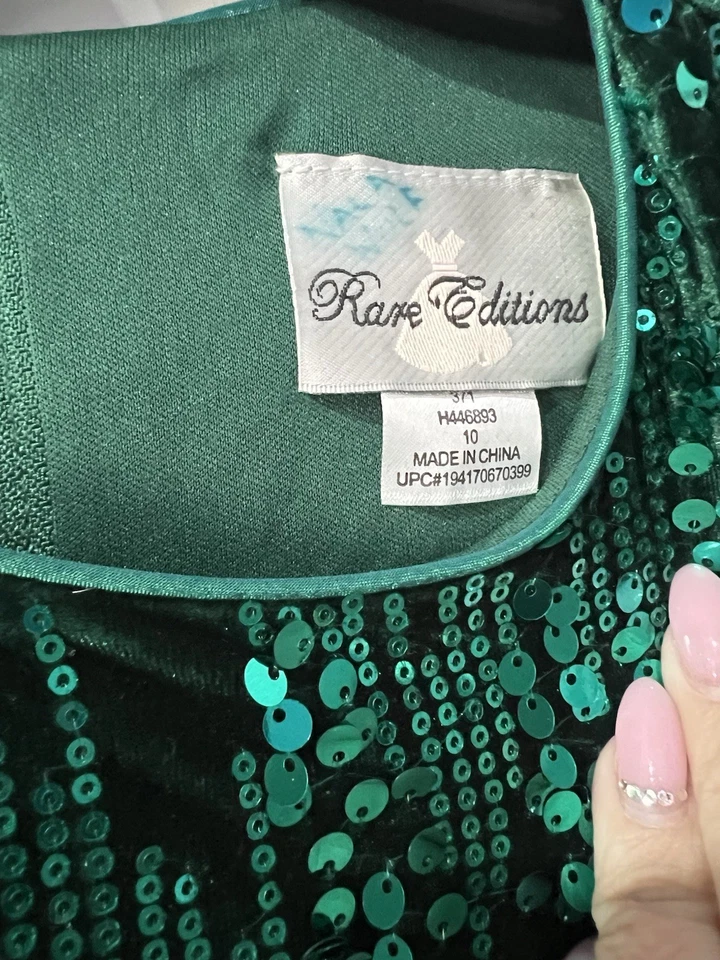 Rare Editions
H446893
10
MADE IN CHINA
UPC#194170670399